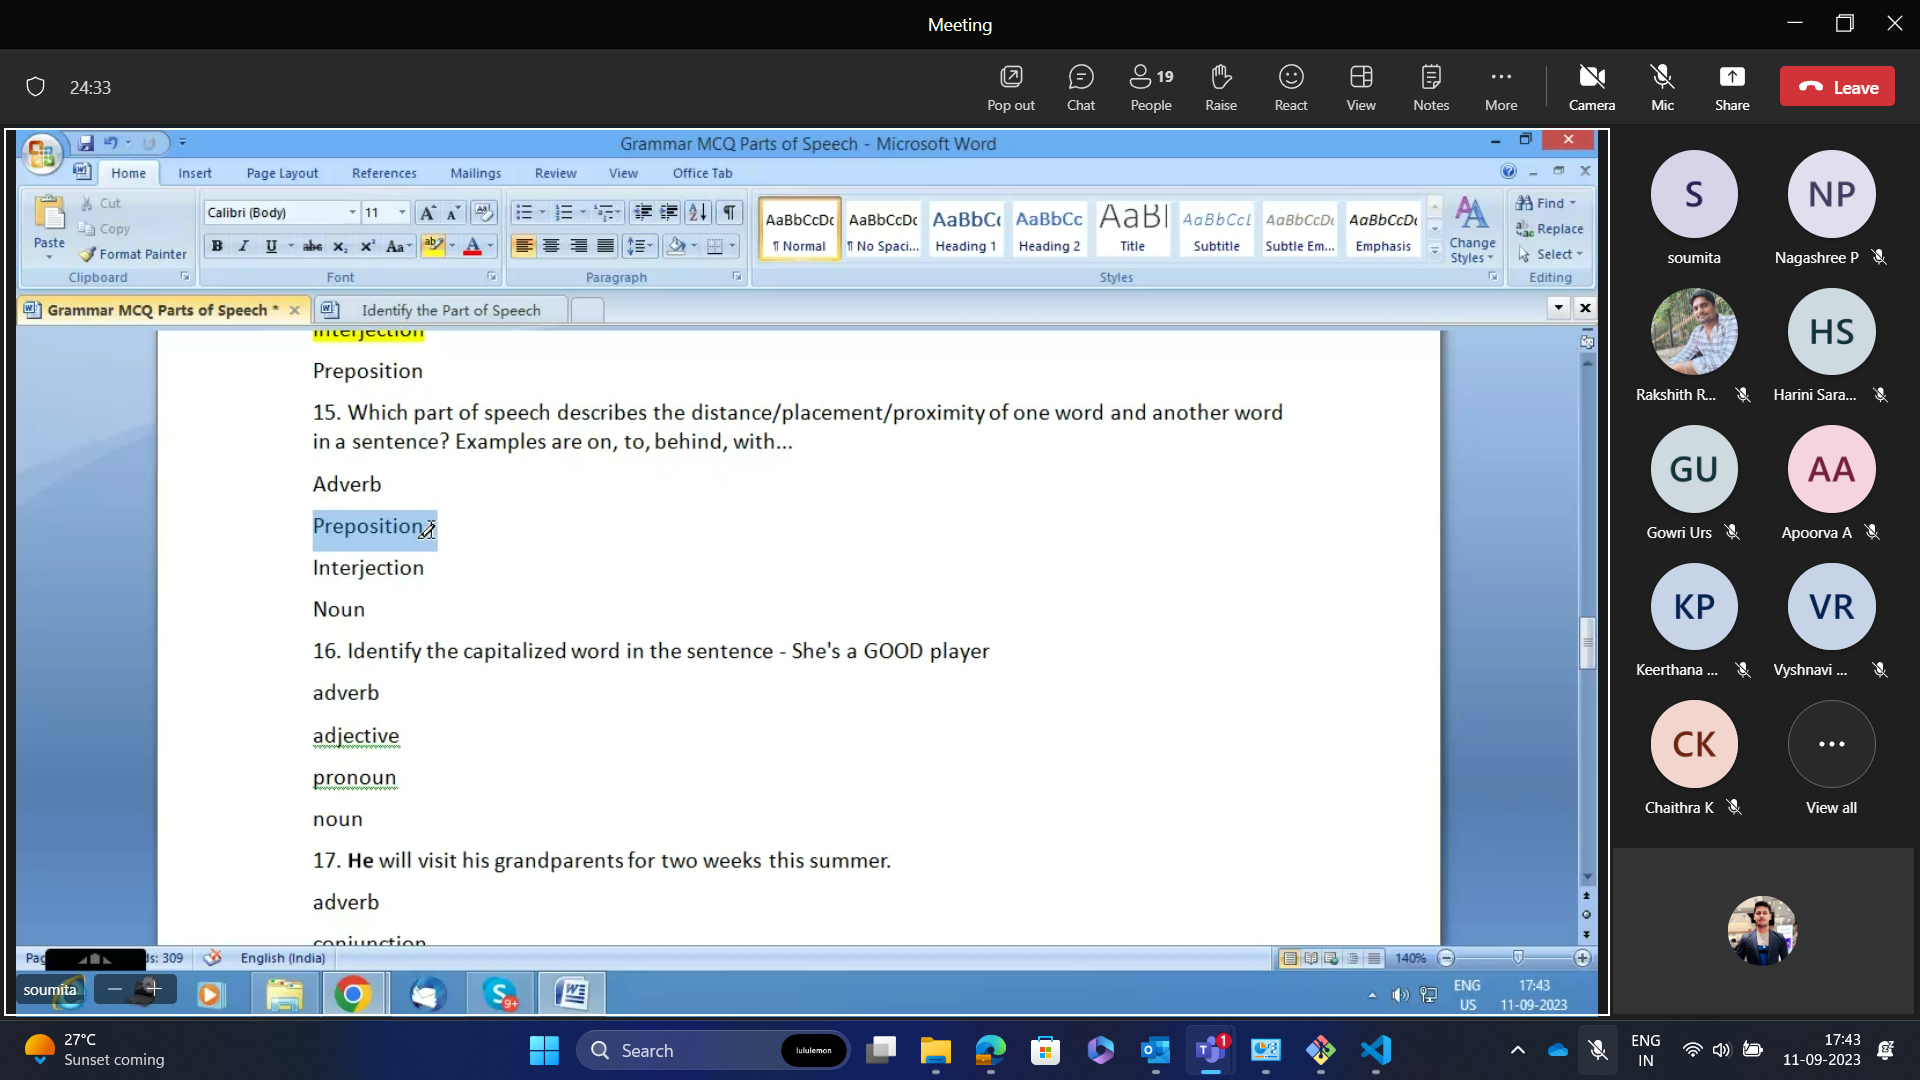 Meeting
24:33
Pop out
Chat
19
People
Raise
React
View
Notes
More
Camera
Mic
Share
Leave
Grammar MCQ Parts of Speech - Microsoft Word
Home Insert Page Layout References Mailings Review View Office Tab
Paste
Cut
Copy
Format Painter
Clipboard
Calibri (Body) 11
Font
Paragraph
AaBbCcDc AaBbCcDc AaBbC AaBbCc AaB AaBbCcL AaBbCcDc AaBbCcDc
¶ Normal ¶ No Spaci... Heading 1 Heading 2 Title Subtitle Subtle Em... Emphasis
Styles
Change Styles
Find
Replace
Select
Editing
Grammar MCQ Parts of Speech *
Identify the Part of Speech
Interjection
Preposition
15. Which part of speech describes the distance/placement/proximity of one word and another word
in a sentence? Examples are on, to, behind, with...
Adverb
Preposition
Interjection
Noun
16. Identify the capitalized word in the sentence - She's a GOOD player
adverb
adjective
pronoun
noun
17. He will visit his grandparents for two weeks this summer.
adverb
conjunction
ds: 309
English (India)
140%
soumita
9+
ENG
US
17:43
11-09-2023
S
soumita
NP
Nagashree P
Rakshith R...
HS
Harini Sara...
GU
Gowri Urs
AA
Apoorva A
KP
Keerthana ...
VR
Vyshnavi ...
CK
Chaithra K
View all
27°C
Sunset coming
Search
lululemon
1
ENG
IN
17:43
11-09-2023